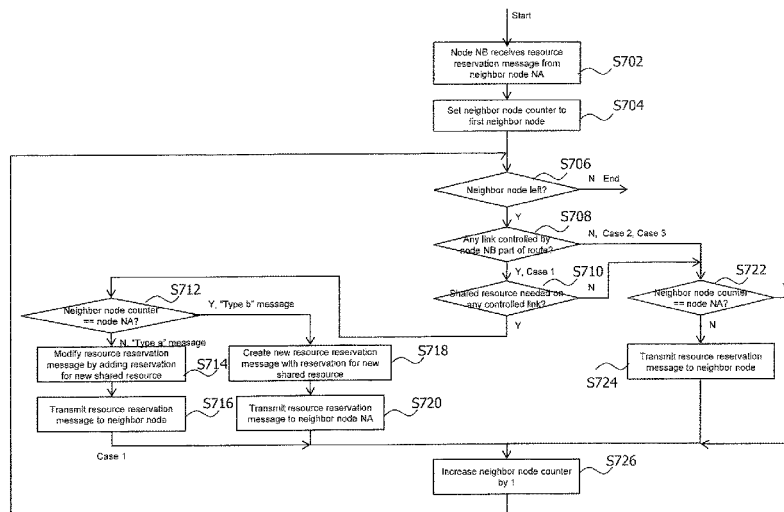 Start
Node NB receives resource
reservation message from
neighbor node NA
S702
Set neighbor node counter to
first neighbor node
S704
S706
Neighbor node left?
N End
Y
S708
Any link controlled by
node NB part of route?
N, Case 2, Case 3
Y, Case 1
S710
Shared resource needed on
any controlled link?
N
Y
S722
Neighbor node counter
== node NA?
N
S712
Neighbor node counter
== node NA?
Y, "Type b" message
N, "Type a" message
Modify resource reservation
message by adding reservation
for new shared resource
S714
Create new resource reservation
message with reservation for new
shared resource
S718
Transmit resource reservation
message to neighbor node
S724
Transmit resource reservation
message to neighbor node
S716
Transmit resource reservation
message to neighbor node NA
S720
Case 1
Increase neighbor node counter
by 1
S726